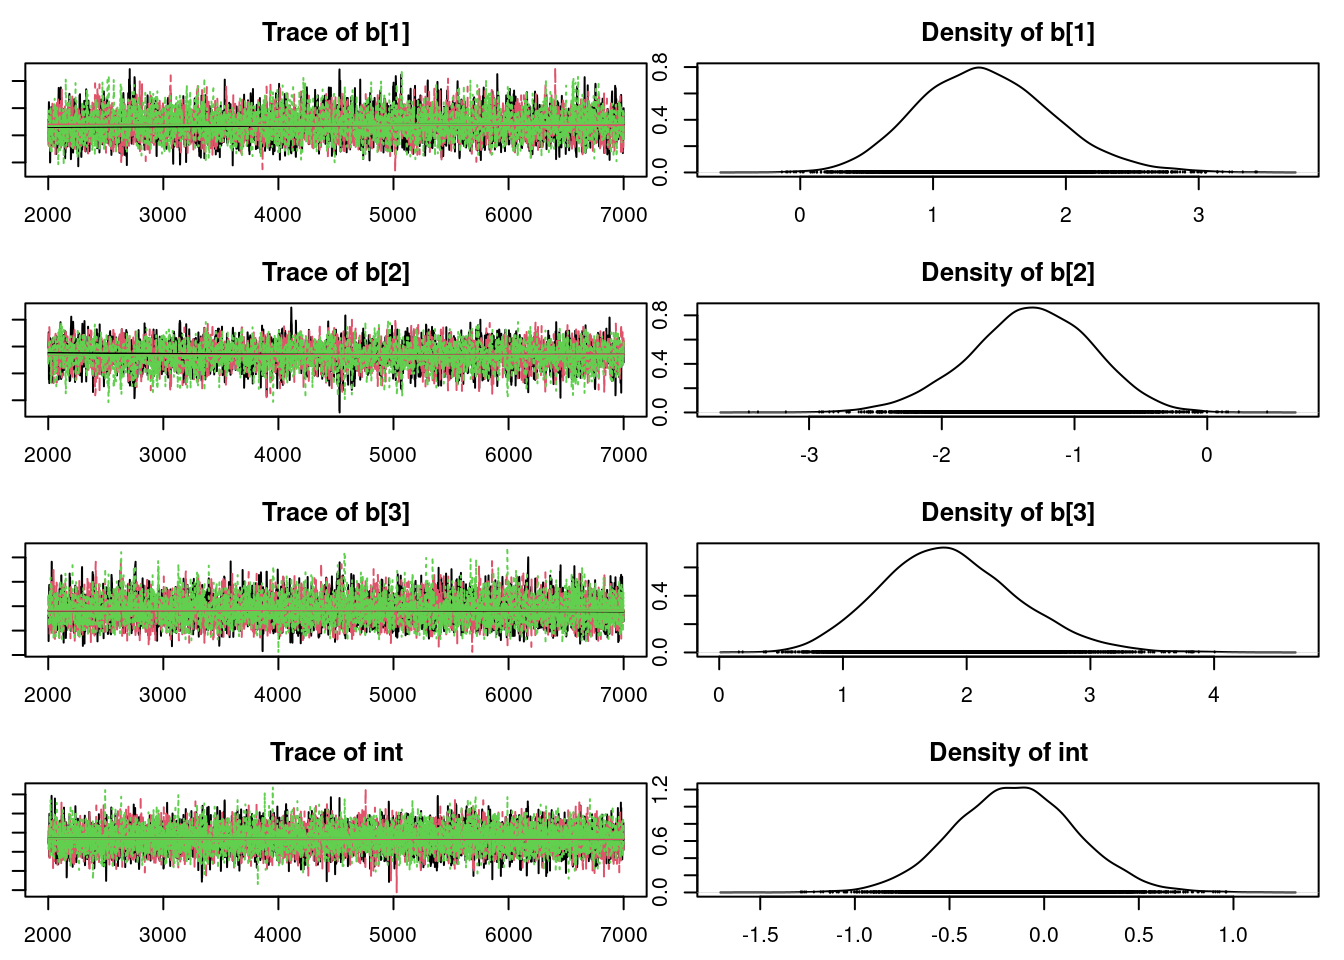 Trace of b[1]
2000 3000 4000 5000 6000 7000
Density of b[1]
0.0 0.4 0.8
0 1 2 3
Trace of b[2]
2000 3000 4000 5000 6000 7000
Density of b[2]
0.0 0.4 0.8
-3 -2 -1 0
Trace of b[3]
2000 3000 4000 5000 6000 7000
Density of b[3]
0.0 0.4
0 1 2 3 4
Trace of int
2000 3000 4000 5000 6000 7000
Density of int
0.0 0.6 1.2
-1.5 -1.0 -0.5 0.0 0.5 1.0